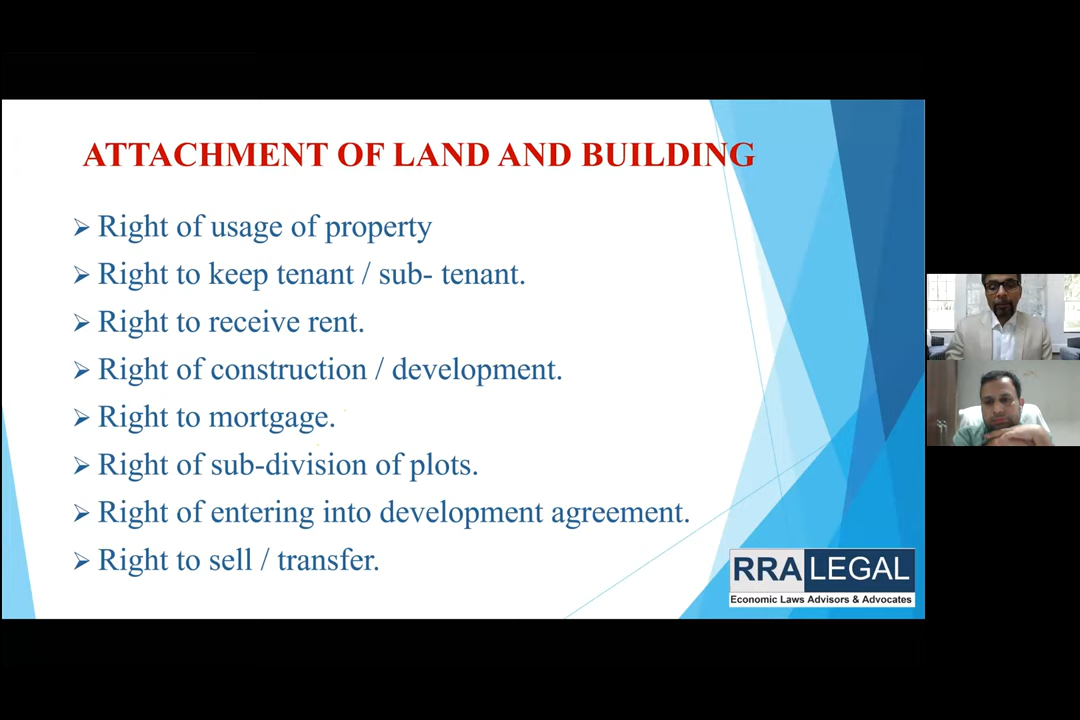 ATTACHMENT OF LAND AND BUILDING
➢ Right of usage of property
➢ Right to keep tenant / sub- tenant.
➢ Right to receive rent.
➢ Right of construction / development.
➢ Right to mortgage.
➢ Right of sub-division of plots.
➢ Right of entering into development agreement.
➢ Right to sell / transfer.
RRA LEGAL
Economic Laws Advisors & Advocates